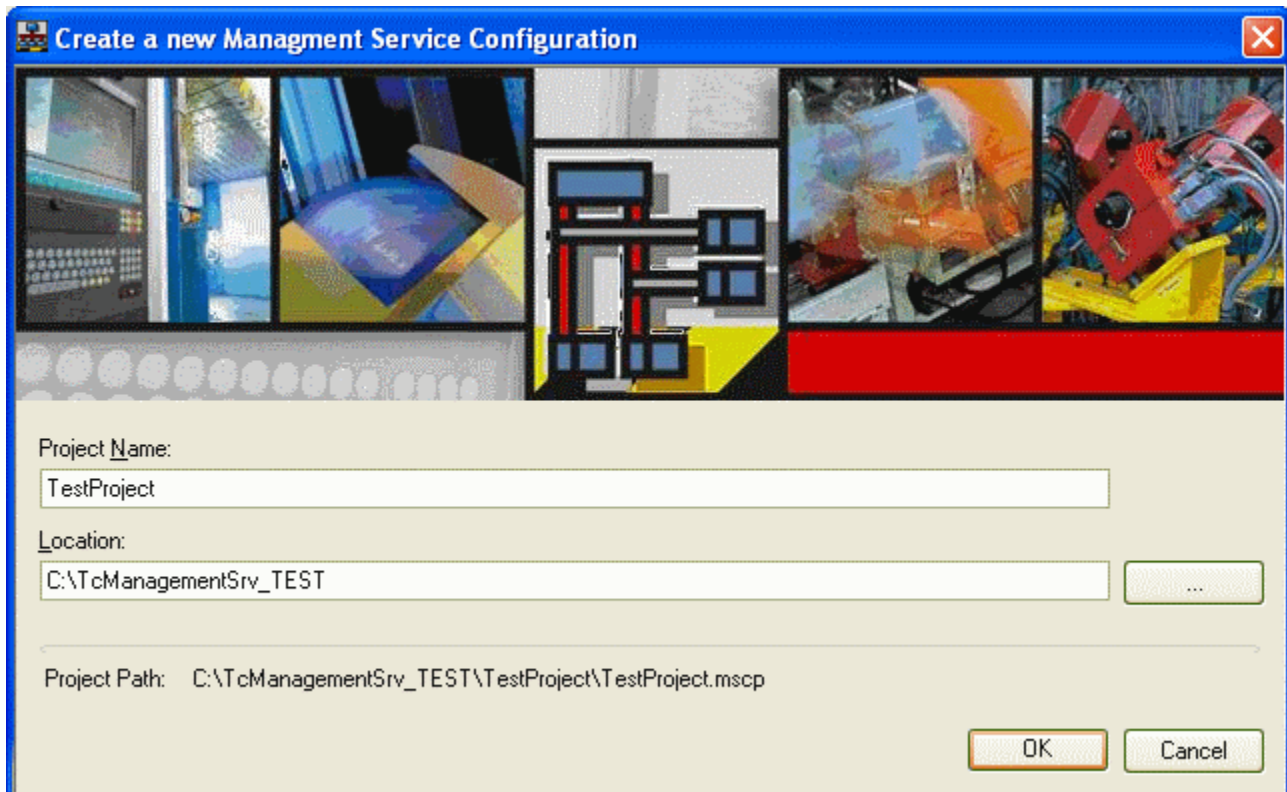 Create a new Managment Service Configuration
Project Name:
TestProject
Location:
C:\TcManagementSrv_TEST
...
Project Path: C:\TcManagementSrv_TEST\TestProject\TestProject.mscp
OK Cancel